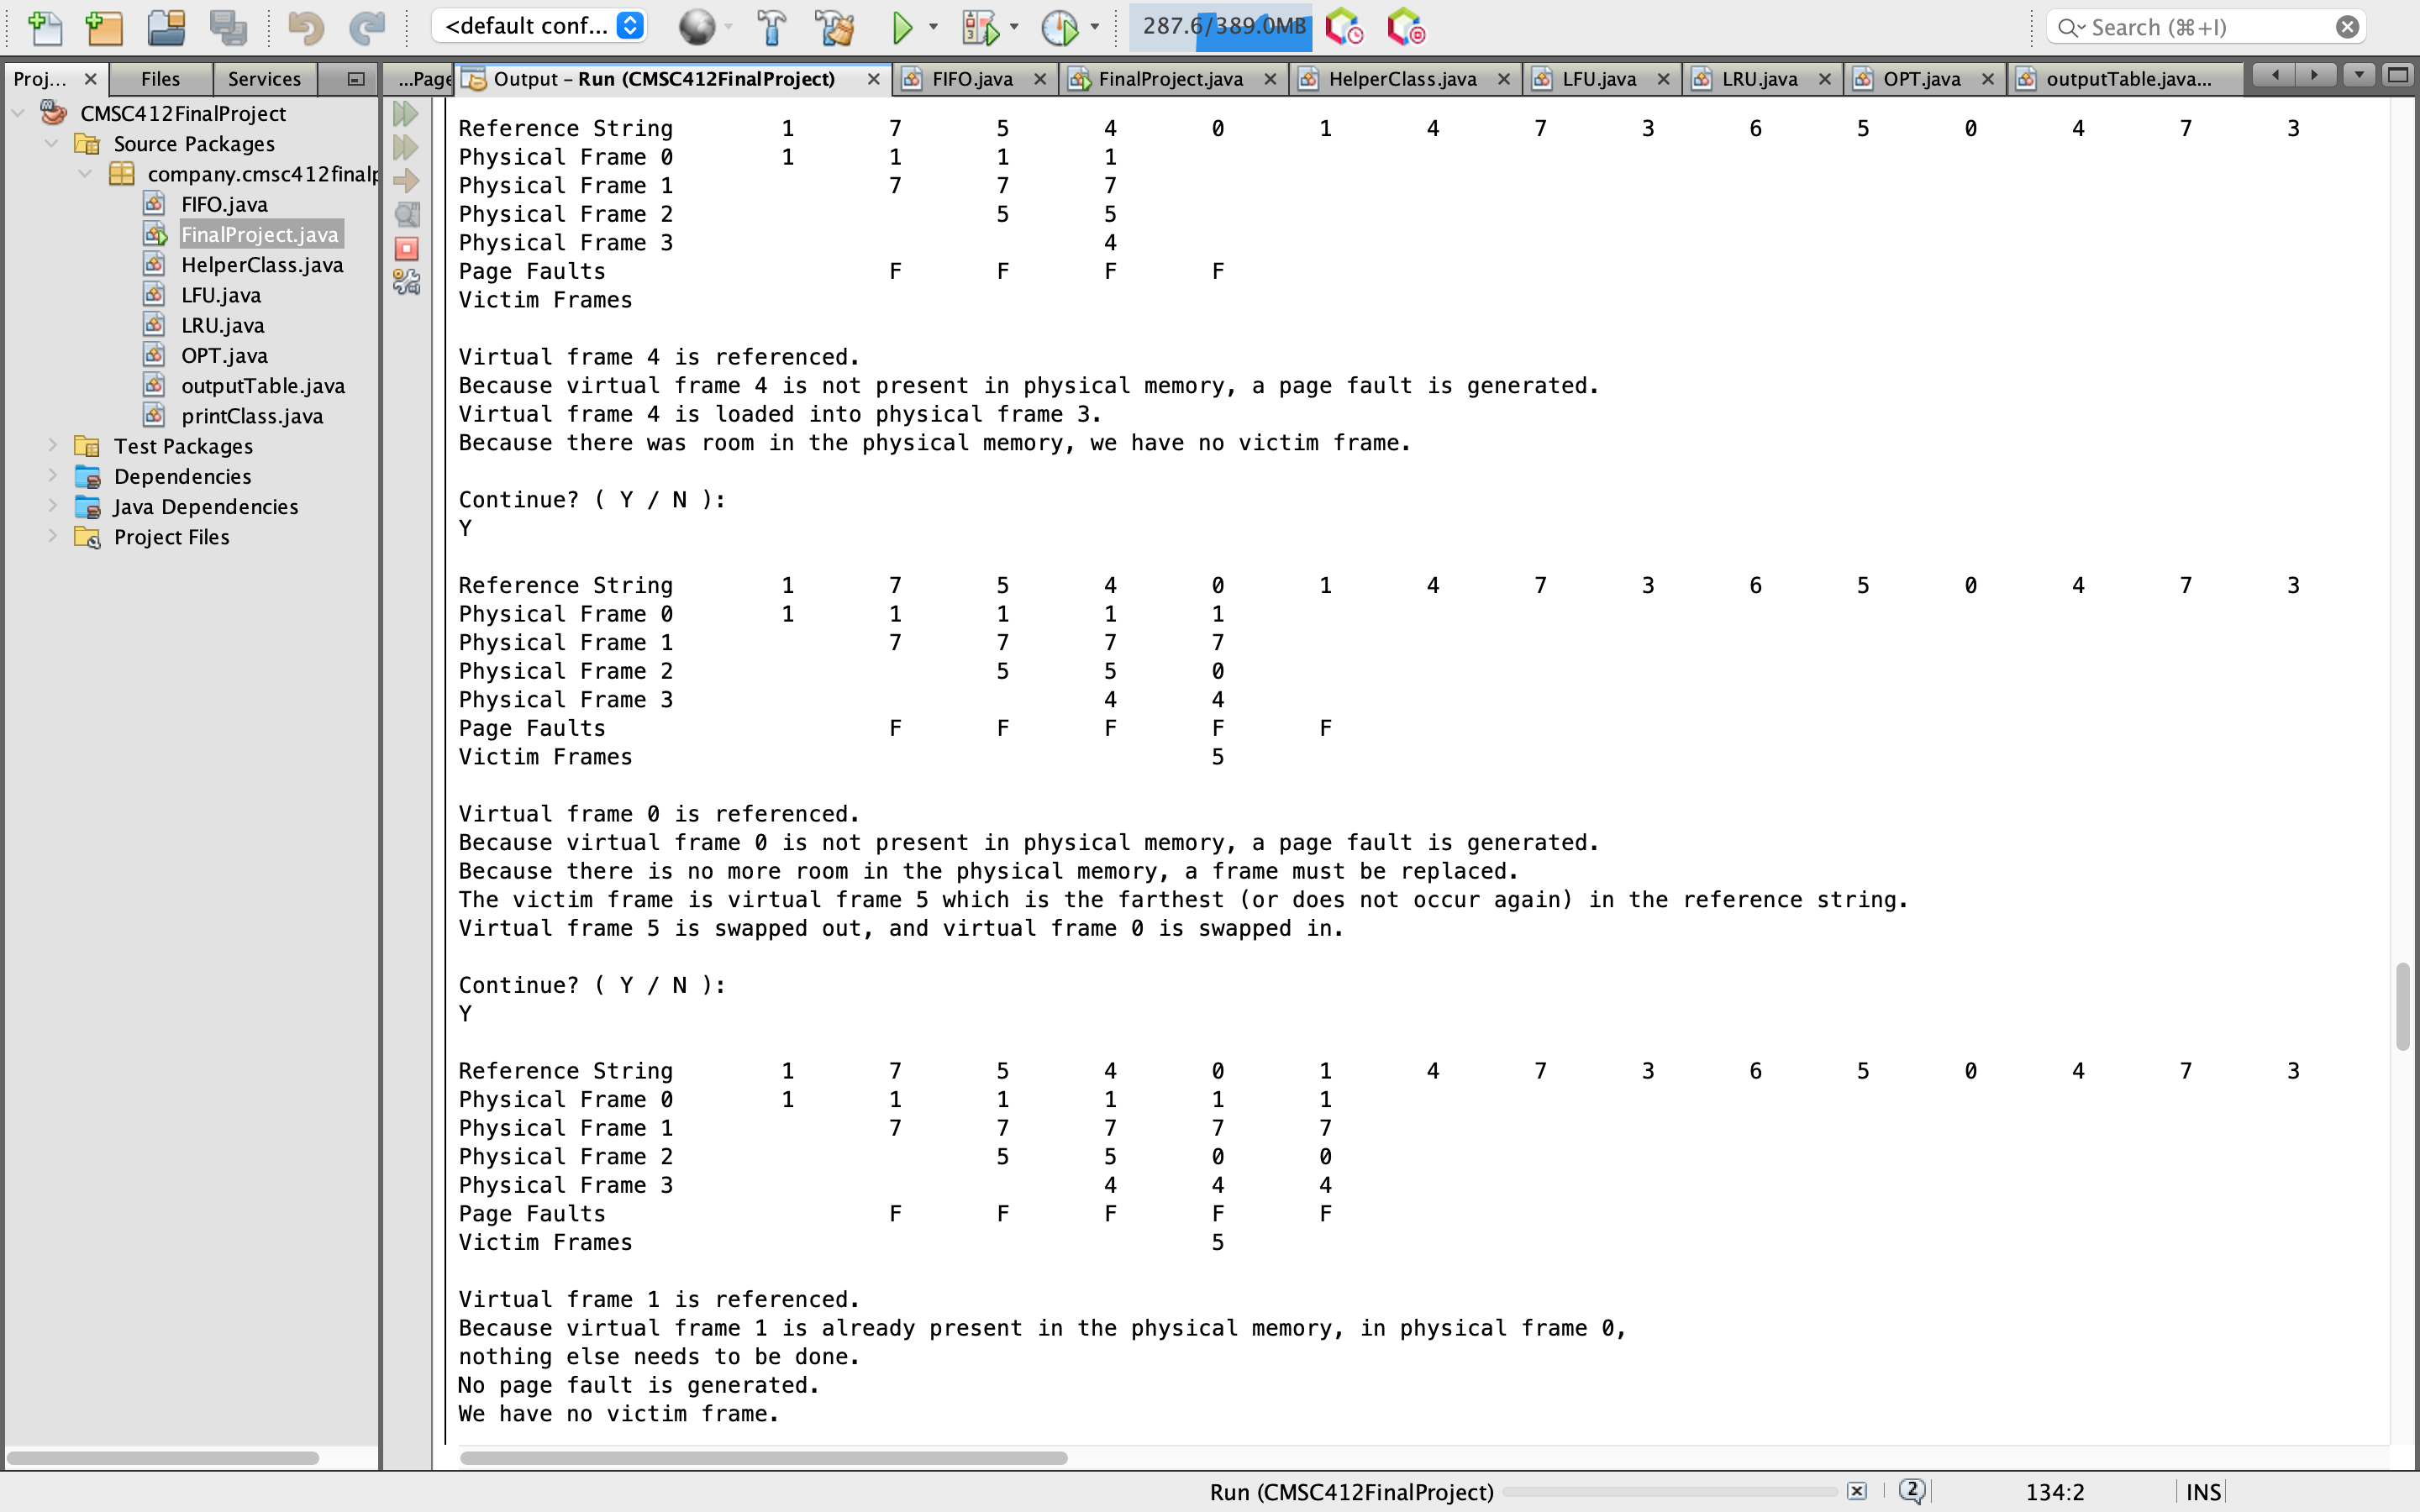 <default conf...
287.6/389.0MB
Search (⌘+I)
Proj...
Files
Services
...Page
Output – Run (CMSC412FinalProject)
FIFO.java
FinalProject.java
HelperClass.java
LFU.java
LRU.java
OPT.java
outputTable.java...
CMSC412FinalProject
Source Packages
company.cmsc412finalp
FIFO.java
FinalProject.java
HelperClass.java
LFU.java
LRU.java
OPT.java
outputTable.java
printClass.java
Test Packages
Dependencies
Java Dependencies
Project Files
Reference String 1 7 5 4 0 1 4 7 3 6 5 0 4 7 3
Physical Frame 0 1 1 1 1
Physical Frame 1 7 7 7
Physical Frame 2 5 5
Physical Frame 3 4
Page Faults F F F F
Victim Frames
Virtual frame 4 is referenced.
Because virtual frame 4 is not present in physical memory, a page fault is generated.
Virtual frame 4 is loaded into physical frame 3.
Because there was room in the physical memory, we have no victim frame.
Continue? ( Y / N ):
Y
Reference String 1 7 5 4 0 1 4 7 3 6 5 0 4 7 3
Physical Frame 0 1 1 1 1 1
Physical Frame 1 7 7 7 7
Physical Frame 2 5 5 0
Physical Frame 3 4 4
Page Faults F F F F F
Victim Frames 5
Virtual frame 0 is referenced.
Because virtual frame 0 is not present in physical memory, a page fault is generated.
Because there is no more room in the physical memory, a frame must be replaced.
The victim frame is virtual frame 5 which is the farthest (or does not occur again) in the reference string.
Virtual frame 5 is swapped out, and virtual frame 0 is swapped in.
Continue? ( Y / N ):
Y
Reference String 1 7 5 4 0 1 4 7 3 6 5 0 4 7 3
Physical Frame 0 1 1 1 1 1 1
Physical Frame 1 7 7 7 7 7
Physical Frame 2 5 5 0 0
Physical Frame 3 4 4 4
Page Faults F F F F F
Victim Frames 5
Virtual frame 1 is referenced.
Because virtual frame 1 is already present in the physical memory, in physical frame 0,
nothing else needs to be done.
No page fault is generated.
We have no victim frame.
Run (CMSC412FinalProject)
2
134:2
INS